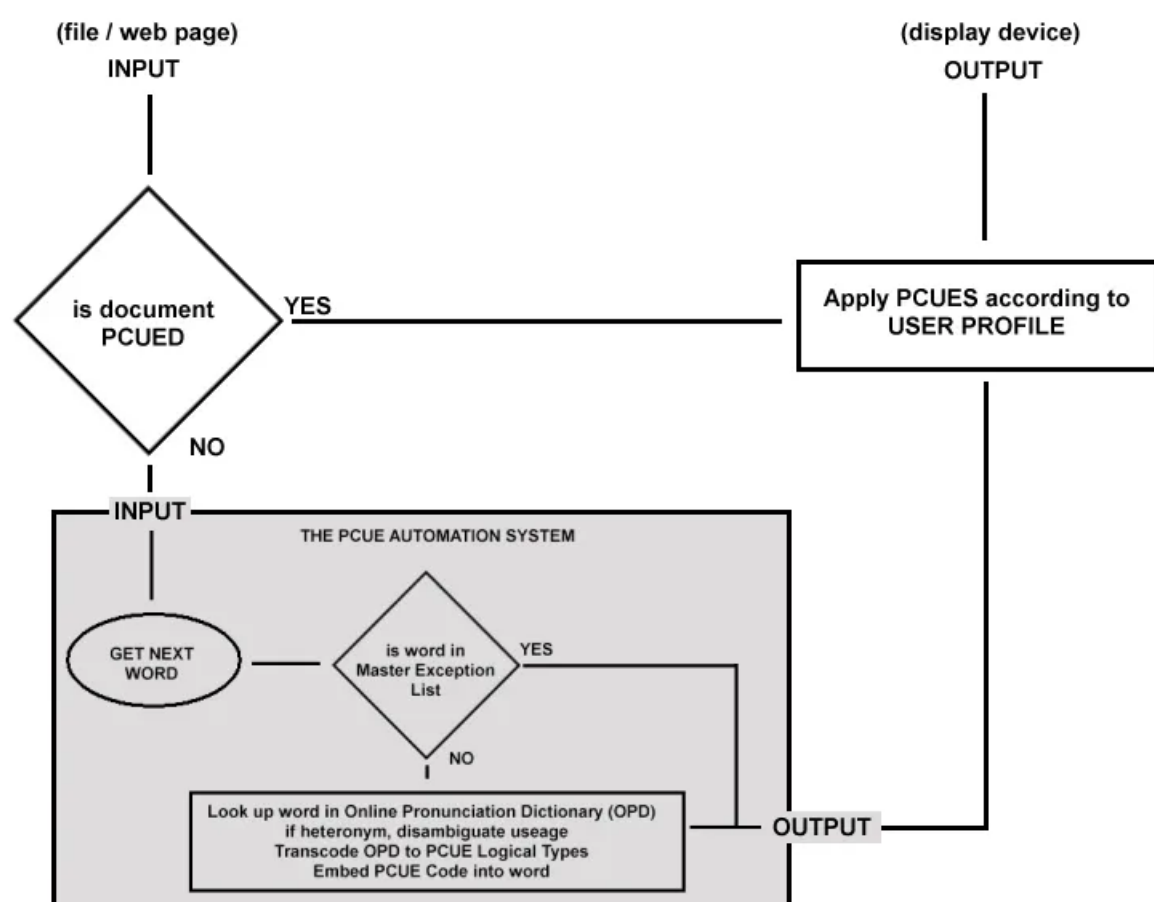 (file / web page)
INPUT
(display device)
OUTPUT
is document
PCUED
YES
Apply PCUES according to
USER PROFILE
NO
INPUT
THE PCUE AUTOMATION SYSTEM
GET NEXT
WORD
is word in
Master Exception
List
YES
NO
Look up word in Online Pronunciation Dictionary (OPD)
if heteronym, disambiguate useage
Transcode OPD to PCUE Logical Types
Embed PCUE Code into word
OUTPUT